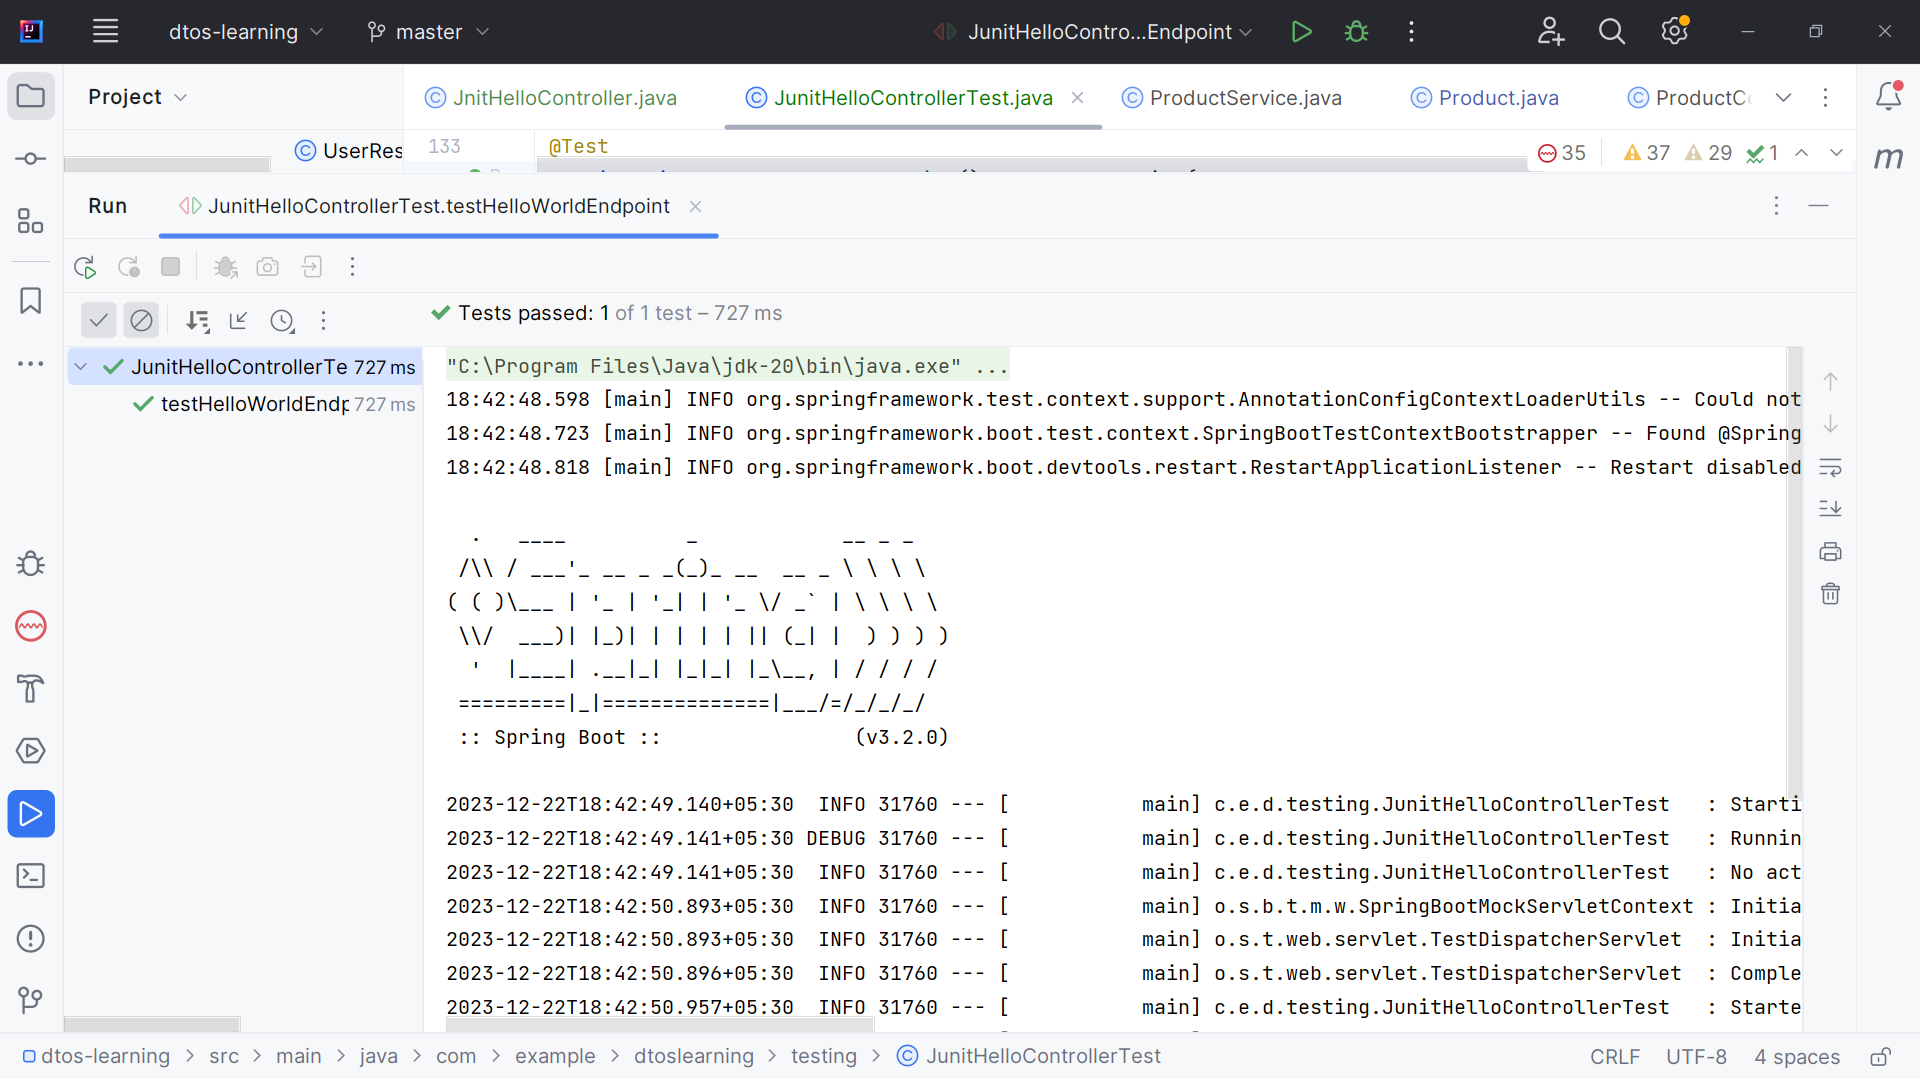 dtos-learning master JunitHelloContro...Endpoint
Project
JnitHelloController.java JunitHelloControllerTest.java ProductService.java Product.java
UserRes 133 @Test 35 37 29 1
Run JunitHelloControllerTest.testHelloWorldEndpoint
Tests passed: 1 of 1 test – 727 ms
JunitHelloControllerTe 727 ms
testHelloWorldEndp 727 ms
"C:\Program Files\Java\jdk-20\bin\java.exe" ...
18:42:48.598 [main] INFO org.springframework.test.context.support.AnnotationConfigContextLoaderUtils -- Could not
18:42:48.723 [main] INFO org.springframework.boot.test.context.SpringBootTestContextBootstrapper -- Found @Spring
18:42:48.818 [main] INFO org.springframework.boot.devtools.restart.RestartApplicationListener -- Restart disabled
  .   ____          _            __ _ _
 /\\ / ___'_ __ _ _(_)_ __  __ _ \ \ \ \
( ( )\___ | '_ | '_| | '_ \/ _` | \ \ \ \
 \\/  ___)| |_)| | | | | || (_| |  ) ) ) )
  '  |____| .__|_| |_|_| |_\__, | / / / /
 =========|_|==============|___/=/_/_/_/
 :: Spring Boot ::                (v3.2.0)
2023-12-22T18:42:49.140+05:30  INFO 31760 --- [           main] c.e.d.testing.JunitHelloControllerTest   : Starti
2023-12-22T18:42:49.141+05:30 DEBUG 31760 --- [           main] c.e.d.testing.JunitHelloControllerTest   : Runnin
2023-12-22T18:42:49.141+05:30  INFO 31760 --- [           main] c.e.d.testing.JunitHelloControllerTest   : No act
2023-12-22T18:42:50.893+05:30  INFO 31760 --- [           main] o.s.b.t.m.w.SpringBootMockServletContext : Initia
2023-12-22T18:42:50.893+05:30  INFO 31760 --- [           main] o.s.t.web.servlet.TestDispatcherServlet  : Initia
2023-12-22T18:42:50.896+05:30  INFO 31760 --- [           main] o.s.t.web.servlet.TestDispatcherServlet  : Comple
2023-12-22T18:42:50.957+05:30  INFO 31760 --- [           main] c.e.d.testing.JunitHelloControllerTest   : Starte
dtos-learning > src > main > java > com > example > dtoslearning > testing > JunitHelloControllerTest CRLF UTF-8 4 spaces